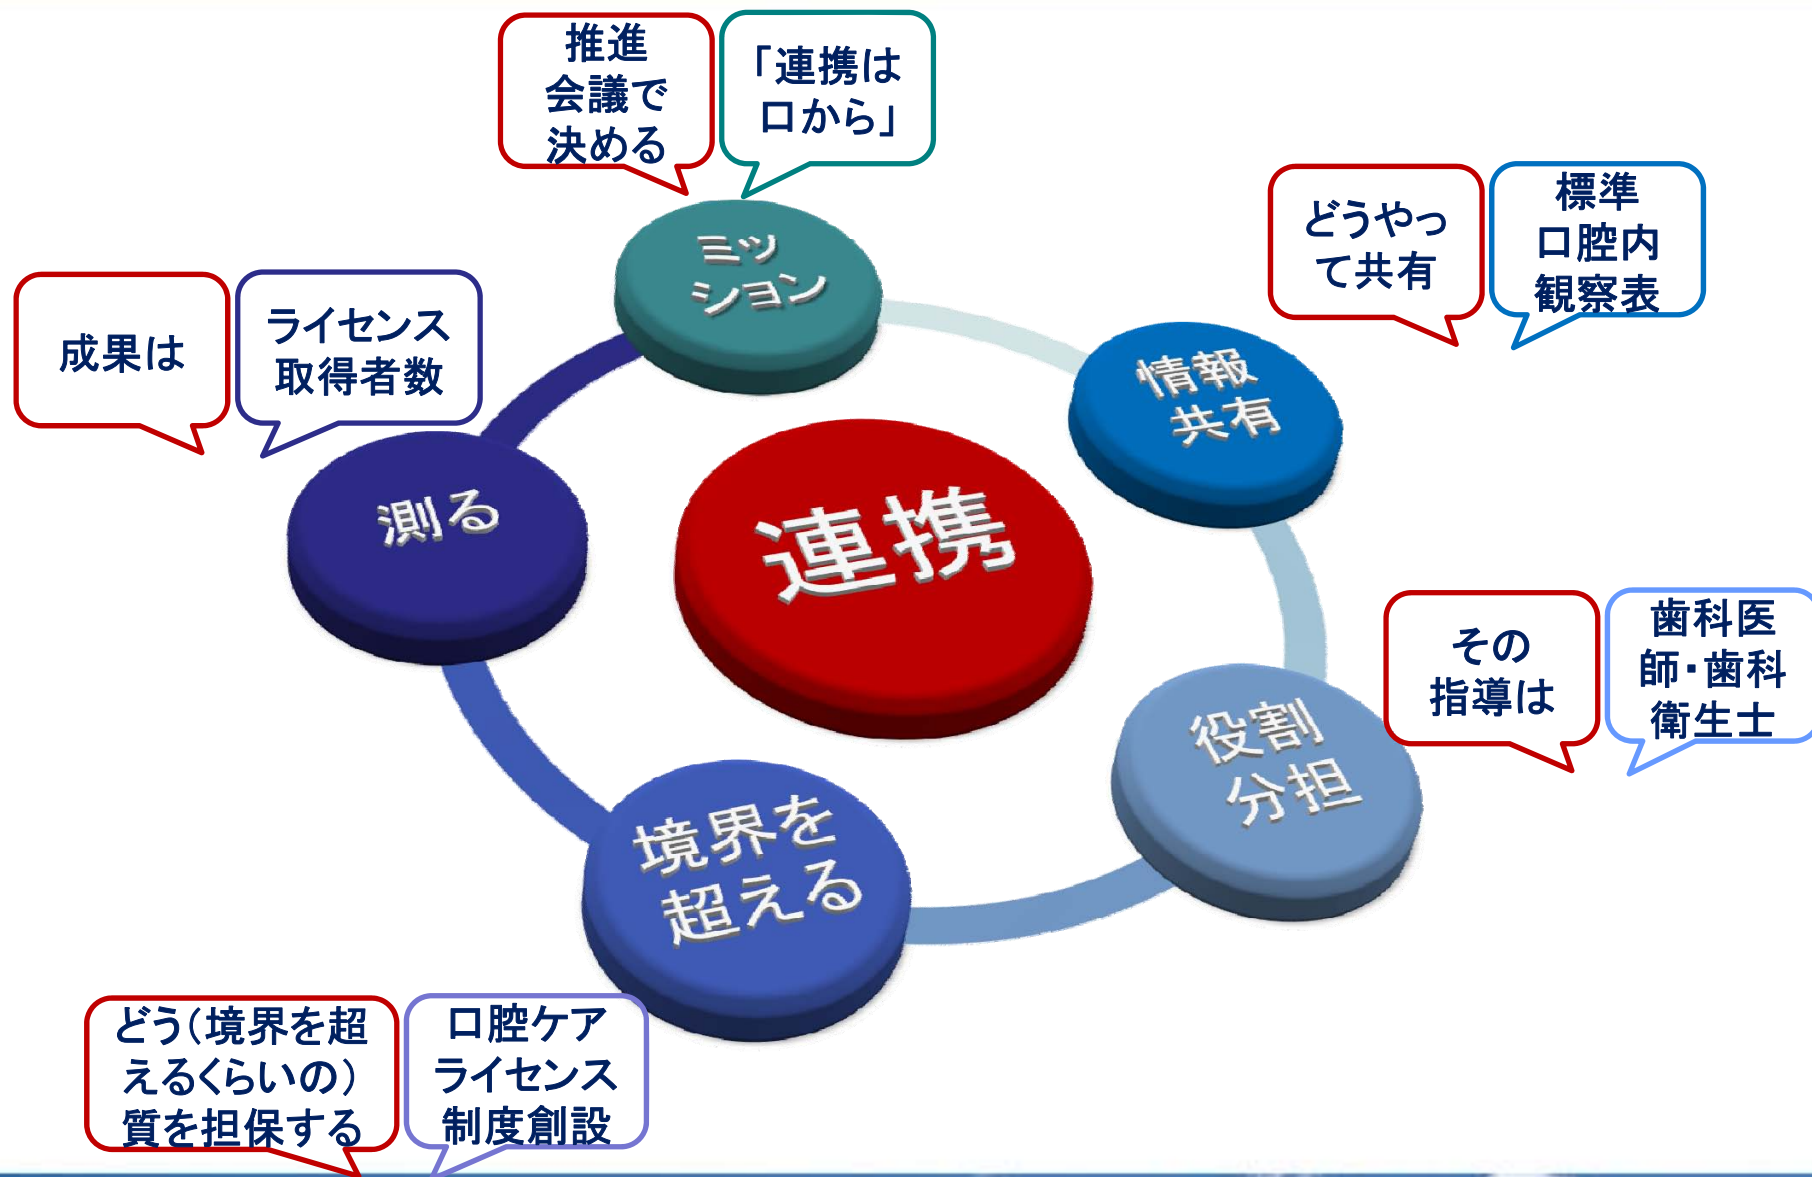 推進
会議で
決める
「連携は
口から」
ミッ
ション
どうやっ
て共有
標準
口腔内
観察表
情報
共有
成果は
ライセンス
取得者数
測る
連携
その
指導は
歯科医
師・歯科
衛生士
役割
分担
境界を
超える
どう（境界を超
えるくらいの）
質を担保する
口腔ケア
ライセンス
制度創設